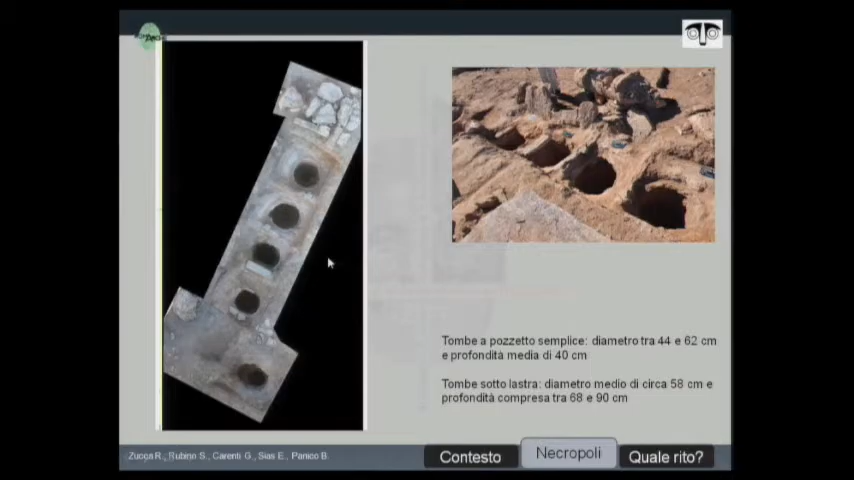 Tombe a pozzetto semplice: diametro tra 44 e 62 cm
e profondità media di 40 cm
Tombe sotto lastra: diametro medio di circa 58 cm e
profondità compresa tra 68 e 90 cm
Zucca R., Rubino S., Carenti G., Sias E., Panico B.
Contesto
Necropoli
Quale rito?